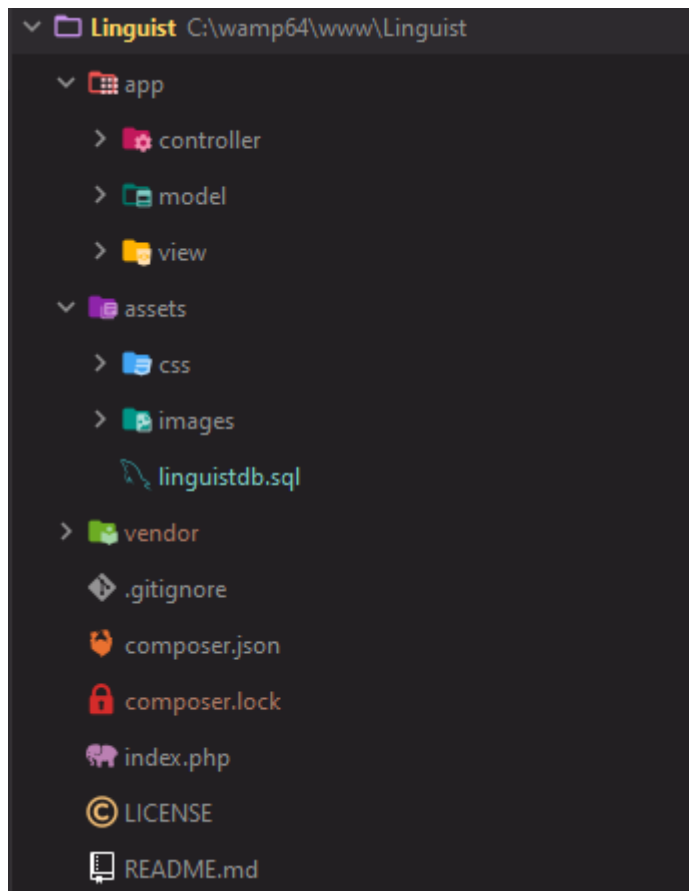 Linguist C:\wamp64\www\Linguist
app
controller
model
view
assets
css
images
linguistdb.sql
vendor
.gitignore
composer.json
composer.lock
index.php
LICENSE
README.md